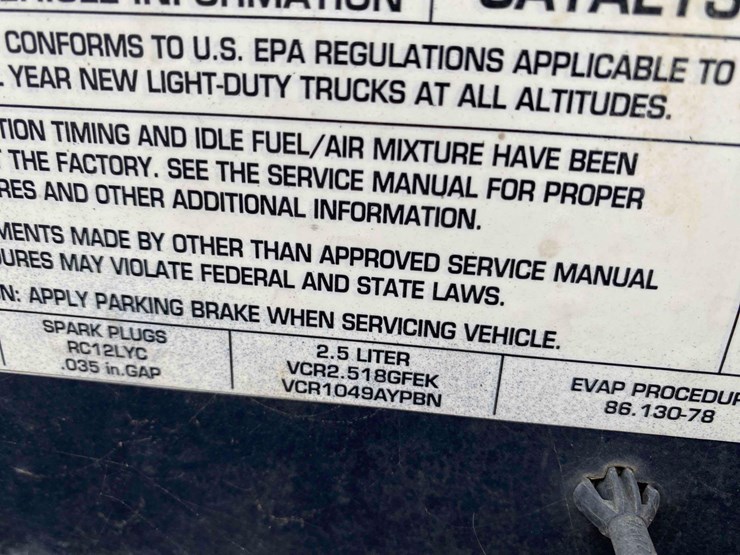 INFORMATION
CONFORMS TO U.S. EPA REGULATIONS APPLICABLE TO
YEAR NEW LIGHT-DUTY TRUCKS AT ALL ALTITUDES.
TION TIMING AND IDLE FUEL/AIR MIXTURE HAVE BEEN
THE FACTORY. SEE THE SERVICE MANUAL FOR PROPER
RES AND OTHER ADDITIONAL INFORMATION.
MENTS MADE BY OTHER THAN APPROVED SERVICE MANUAL
URES MAY VIOLATE FEDERAL AND STATE LAWS.
N: APPLY PARKING BRAKE WHEN SERVICING VEHICLE.
SPARK PLUGS
RC12LYC
.035 in.GAP
2.5 LITER
VCR2.518GFEK
VCR1049AYPBN
EVAP PROCEDUR
86.130-78